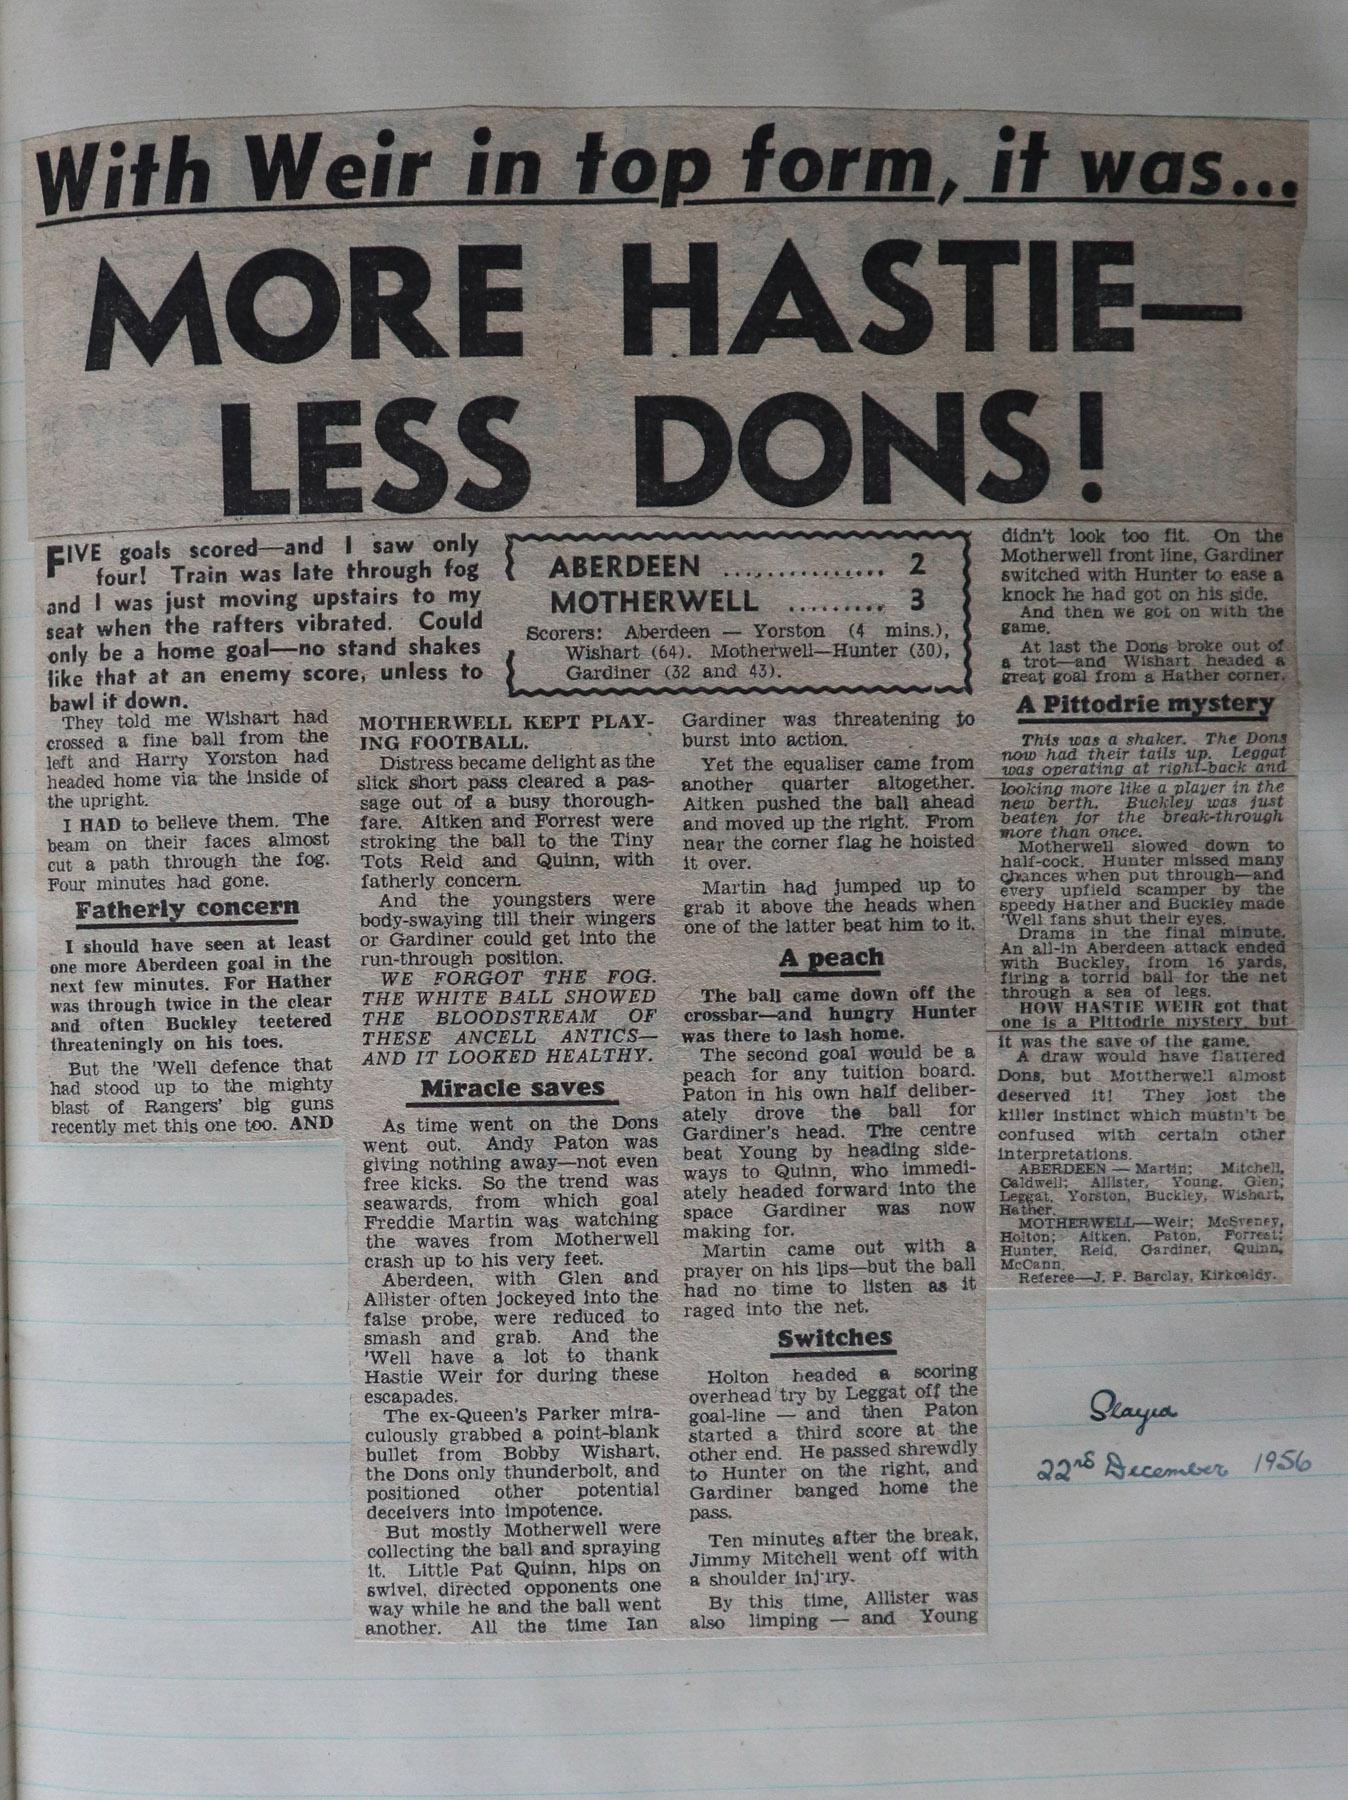 With Weir in top form, it was...
MORE HASTIE—
LESS DONS!
FIVE goals scored—and I saw only
four! Train was late through fog
and I was just moving upstairs to my
seat when the rafters vibrated. Could
only be a home goal—no stand shakes
like that at an enemy score, unless to
bawl it down.
ABERDEEN ............... 2
MOTHERWELL ......... 3
Scorers: Aberdeen — Yorston (4 mins.),
Wishart (64). Motherwell—Hunter (30),
Gardiner (32 and 43).
They told me Wishart had
crossed a fine ball from the
left and Harry Yorston had
headed home via the inside of
the upright.
I HAD to believe them. The
beam on their faces almost
cut a path through the fog.
Four minutes had gone.
Fatherly concern
I should have seen at least
one more Aberdeen goal in the
next few minutes. For Hather
was through twice in the clear
and often Buckley teetered
threateningly on his toes.
But the 'Well defence that
had stood up to the mighty
blast of Rangers' big guns
recently met this one too. AND
MOTHERWELL KEPT PLAY-
ING FOOTBALL.
Distress became delight as the
slick short pass cleared a pas-
sage out of a busy thorough-
fare. Aitken and Forrest were
stroking the ball to the Tiny
Tots Reid and Quinn, with
fatherly concern.
And the youngsters were
body-swaying till their wingers
or Gardiner could get into the
run-through position.
WE FORGOT THE FOG.
THE WHITE BALL SHOWED
THE BLOODSTREAM OF
THESE ANCELL ANTICS—
AND IT LOOKED HEALTHY.
Miracle saves
As time went on the Dons
went out. Andy Paton was
giving nothing away—not even
free kicks. So the trend was
seawards, from which goal
Freddie Martin was watching
the waves from Motherwell
crash up to his very feet.
Aberdeen, with Glen and
Allister often jockeyed into the
false probe, were reduced to
smash and grab. And the
'Well have a lot to thank
Hastie Weir for during these
escapades.
The ex-Queen's Parker mira-
culously grabbed a point-blank
bullet from Bobby Wishart,
the Dons only thunderbolt, and
positioned other potential
deceivers into impotence.
But mostly Motherwell were
collecting the ball and spraying
it. Little Pat Quinn, hips on
swivel, directed opponents one
way while he and the ball went
another. All the time Ian
Gardiner was threatening to
burst into action.
Yet the equaliser came from
another quarter altogether.
Aitken pushed the ball ahead
and moved up the right. From
near the corner flag he hoisted
it over.
Martin had jumped up to
grab it above the heads when
one of the latter beat him to it.
A peach
The ball came down off the
crossbar—and hungry Hunter
was there to lash home.
The second goal would be a
peach for any tuition board.
Paton in his own half deliber-
ately drove the ball for
Gardiner's head. The centre
beat Young by heading side-
ways to Quinn, who immedi-
ately headed forward into the
space Gardiner was now
making for.
Martin came out with a
prayer on his lips—but the ball
had no time to listen as it
raged into the net.
Switches
Holton headed a scoring
overhead try by Leggat off the
goal-line — and then Paton
started a third score at the
other end. He passed shrewdly
to Hunter on the right, and
Gardiner banged home the
pass.
Ten minutes after the break,
Jimmy Mitchell went off with
a shoulder injury.
By this time, Allister was
also limping — and Young
didn't look too fit. On the
Motherwell front line, Gardiner
switched with Hunter to ease a
knock he had got on his side.
And then we got on with the
game.
At last the Dons broke out of
a trot—and Wishart headed a
great goal from a Hather corner.
A Pittodrie mystery
This was a shaker. The Dons
now had their tails up. Leggat
was operating at right-back and
looking more like a player in the
new berth. Buckley was just
beaten for the break-through
more than once.
Motherwell slowed down to
half-cock. Hunter missed many
chances when put through—and
every upfield scamper by the
speedy Hather and Buckley made
'Well fans shut their eyes.
Drama in the final minute.
An all-in Aberdeen attack ended
with Buckley, from 16 yards,
firing a torrid ball for the net
through a sea of legs.
HOW HASTIE WEIR got that
one is a Pittodrie mystery, but
it was the save of the game.
A draw would have flattered
Dons, but Mottherwell almost
deserved it! They lost the
killer instinct which mustn't be
confused with certain other
interpretations.
ABERDEEN — Martin; Mitchell,
Caldwell; Allister, Young, Glen;
Leggat, Yorston, Buckley, Wishart,
Hather.
MOTHERWELL—Weir; McSveney,
Holton; Aitken, Paton, Forrest;
Hunter, Reid, Gardiner, Quinn,
McCann.
Referee—J. P. Barclay, Kirkcaldy.
Played
22nd December 1956